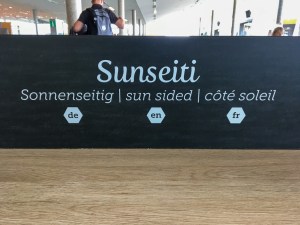 Sunseiti
Sonnenseitig | sun sided | côté soleil
de en fr